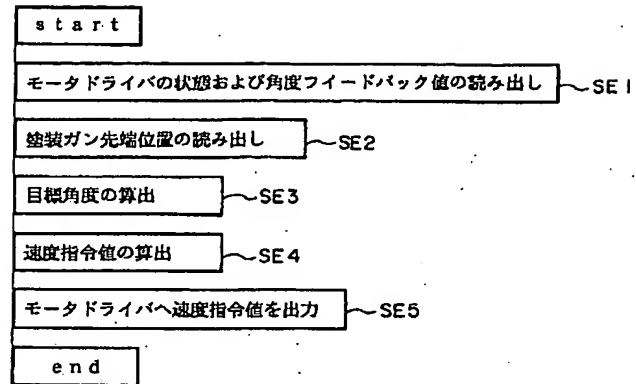 start
モータドライバの状態および角度フイードバック値の読み出し SE1
塗装ガン先端位置の読み出し SE2
目標角度の算出 SE3
速度指令値の算出 SE4
モータドライバへ速度指令値を出力 SE5
end